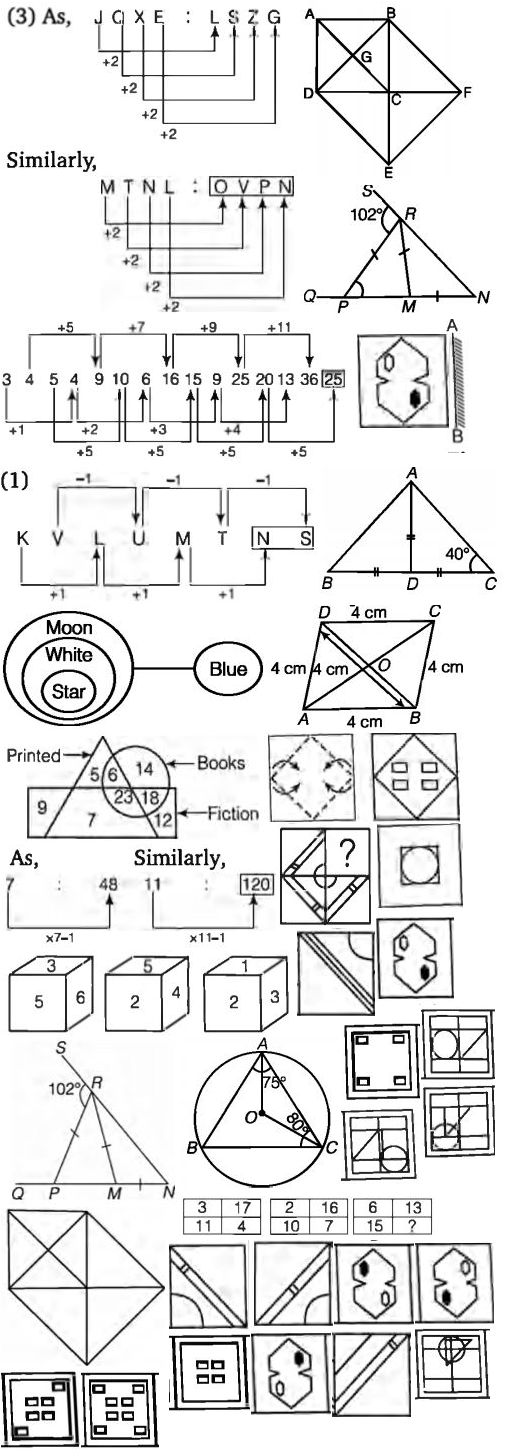 (3) As, J Q X E : L S Z G
+2
+2
+2
+2
A B
G
D C F
E
Similarly,
M T N L : O V P N
+2
+2
+2
+2
S
102° R
Q P M N
+5 +7 +9 +11
3 4 5 4 9 10 6 16 15 9 25 20 13 36 25
+1 +2 +3 +4
+5 +5 +5 +5
A
B
(1)
-1 -1 -1
K V L U M T N S
+1 +1 +1
A
40°
B D C
Moon
White
Star
Blue
D 4 cm C
4 cm 4 cm O 4 cm
A 4 cm B
Printed
5 6 14 Books
23 18
9 7 12 Fiction
?
As, Similarly,
7 : 48 11 : 120
×7-1 ×11-1
3 5 1
5 6 2 4 2 3
S
102° R
Q P M N
A
75°
O
80°
B C
3 17 2 16 6 13
11 4 10 7 15 ?